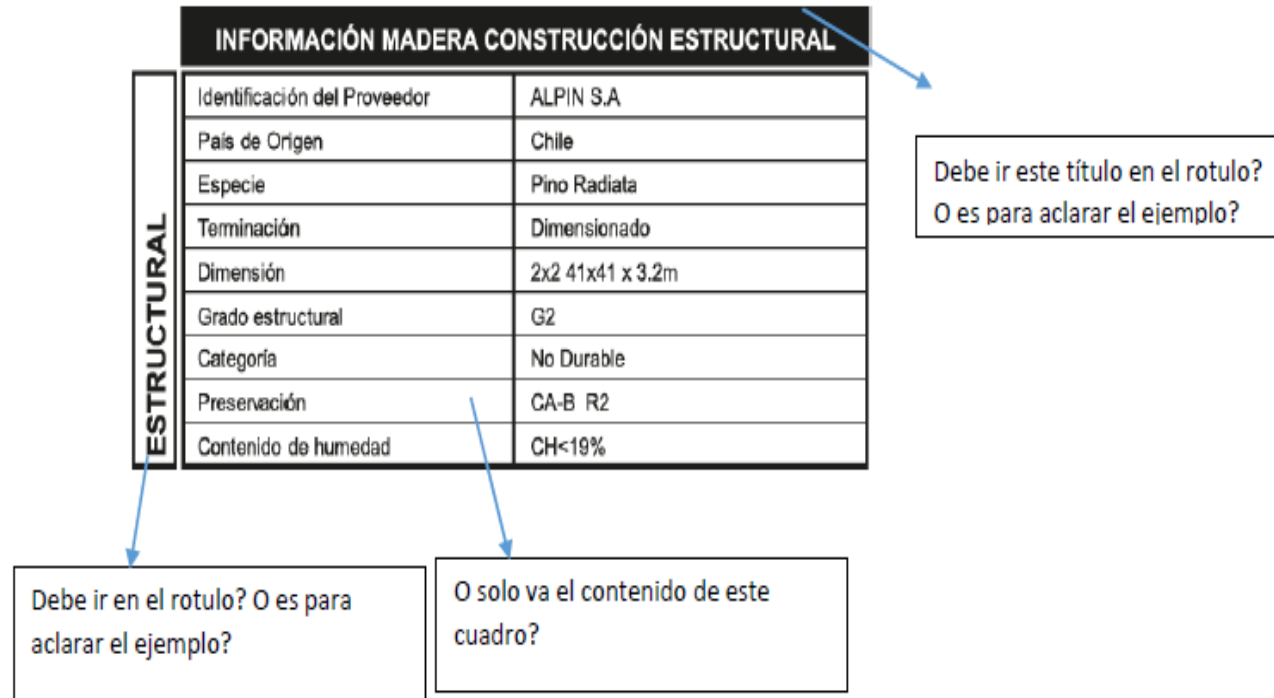 INFORMACIÓN MADERA CONSTRUCCIÓN ESTRUCTURAL
ESTRUCTURAL
Identificación del Proveedor ALPIN S.A
País de Origen Chile
Especie Pino Radiata
Terminación Dimensionado
Dimensión 2x2 41x41 x 3.2m
Grado estructural G2
Categoría No Durable
Preservación CA-B R2
Contenido de humedad CH<19%
Debe ir este título en el rotulo?
O es para aclarar el ejemplo?
Debe ir en el rotulo? O es para
aclarar el ejemplo?
O solo va el contenido de este
cuadro?